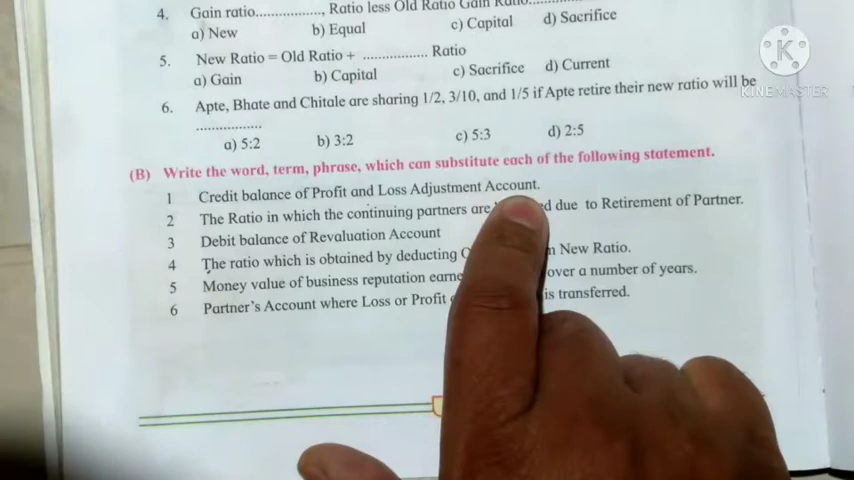 4. Gain ratio................, Ratio less Old Ratio Gain Ratio
a) New b) Equal c) Capital d) Sacrifice
5. New Ratio = Old Ratio + ................ Ratio
a) Gain b) Capital c) Sacrifice d) Current
6. Apte, Bhate and Chitale are sharing 1/2, 3/10, and 1/5 if Apte retire their new ratio will be
................
a) 5:2 b) 3:2 c) 5:3 d) 2:5
(B) Write the word, term, phrase, which can substitute each of the following statement.
1 Credit balance of Profit and Loss Adjustment Account.
2 The Ratio in which the continuing partners are due to Retirement of Partner.
3 Debit balance of Revaluation Account
4 The ratio which is obtained by deducting New Ratio.
5 Money value of business reputation over a number of years.
6 Partner's Account where Loss or Profit is transferred.
K
KINEMASTER